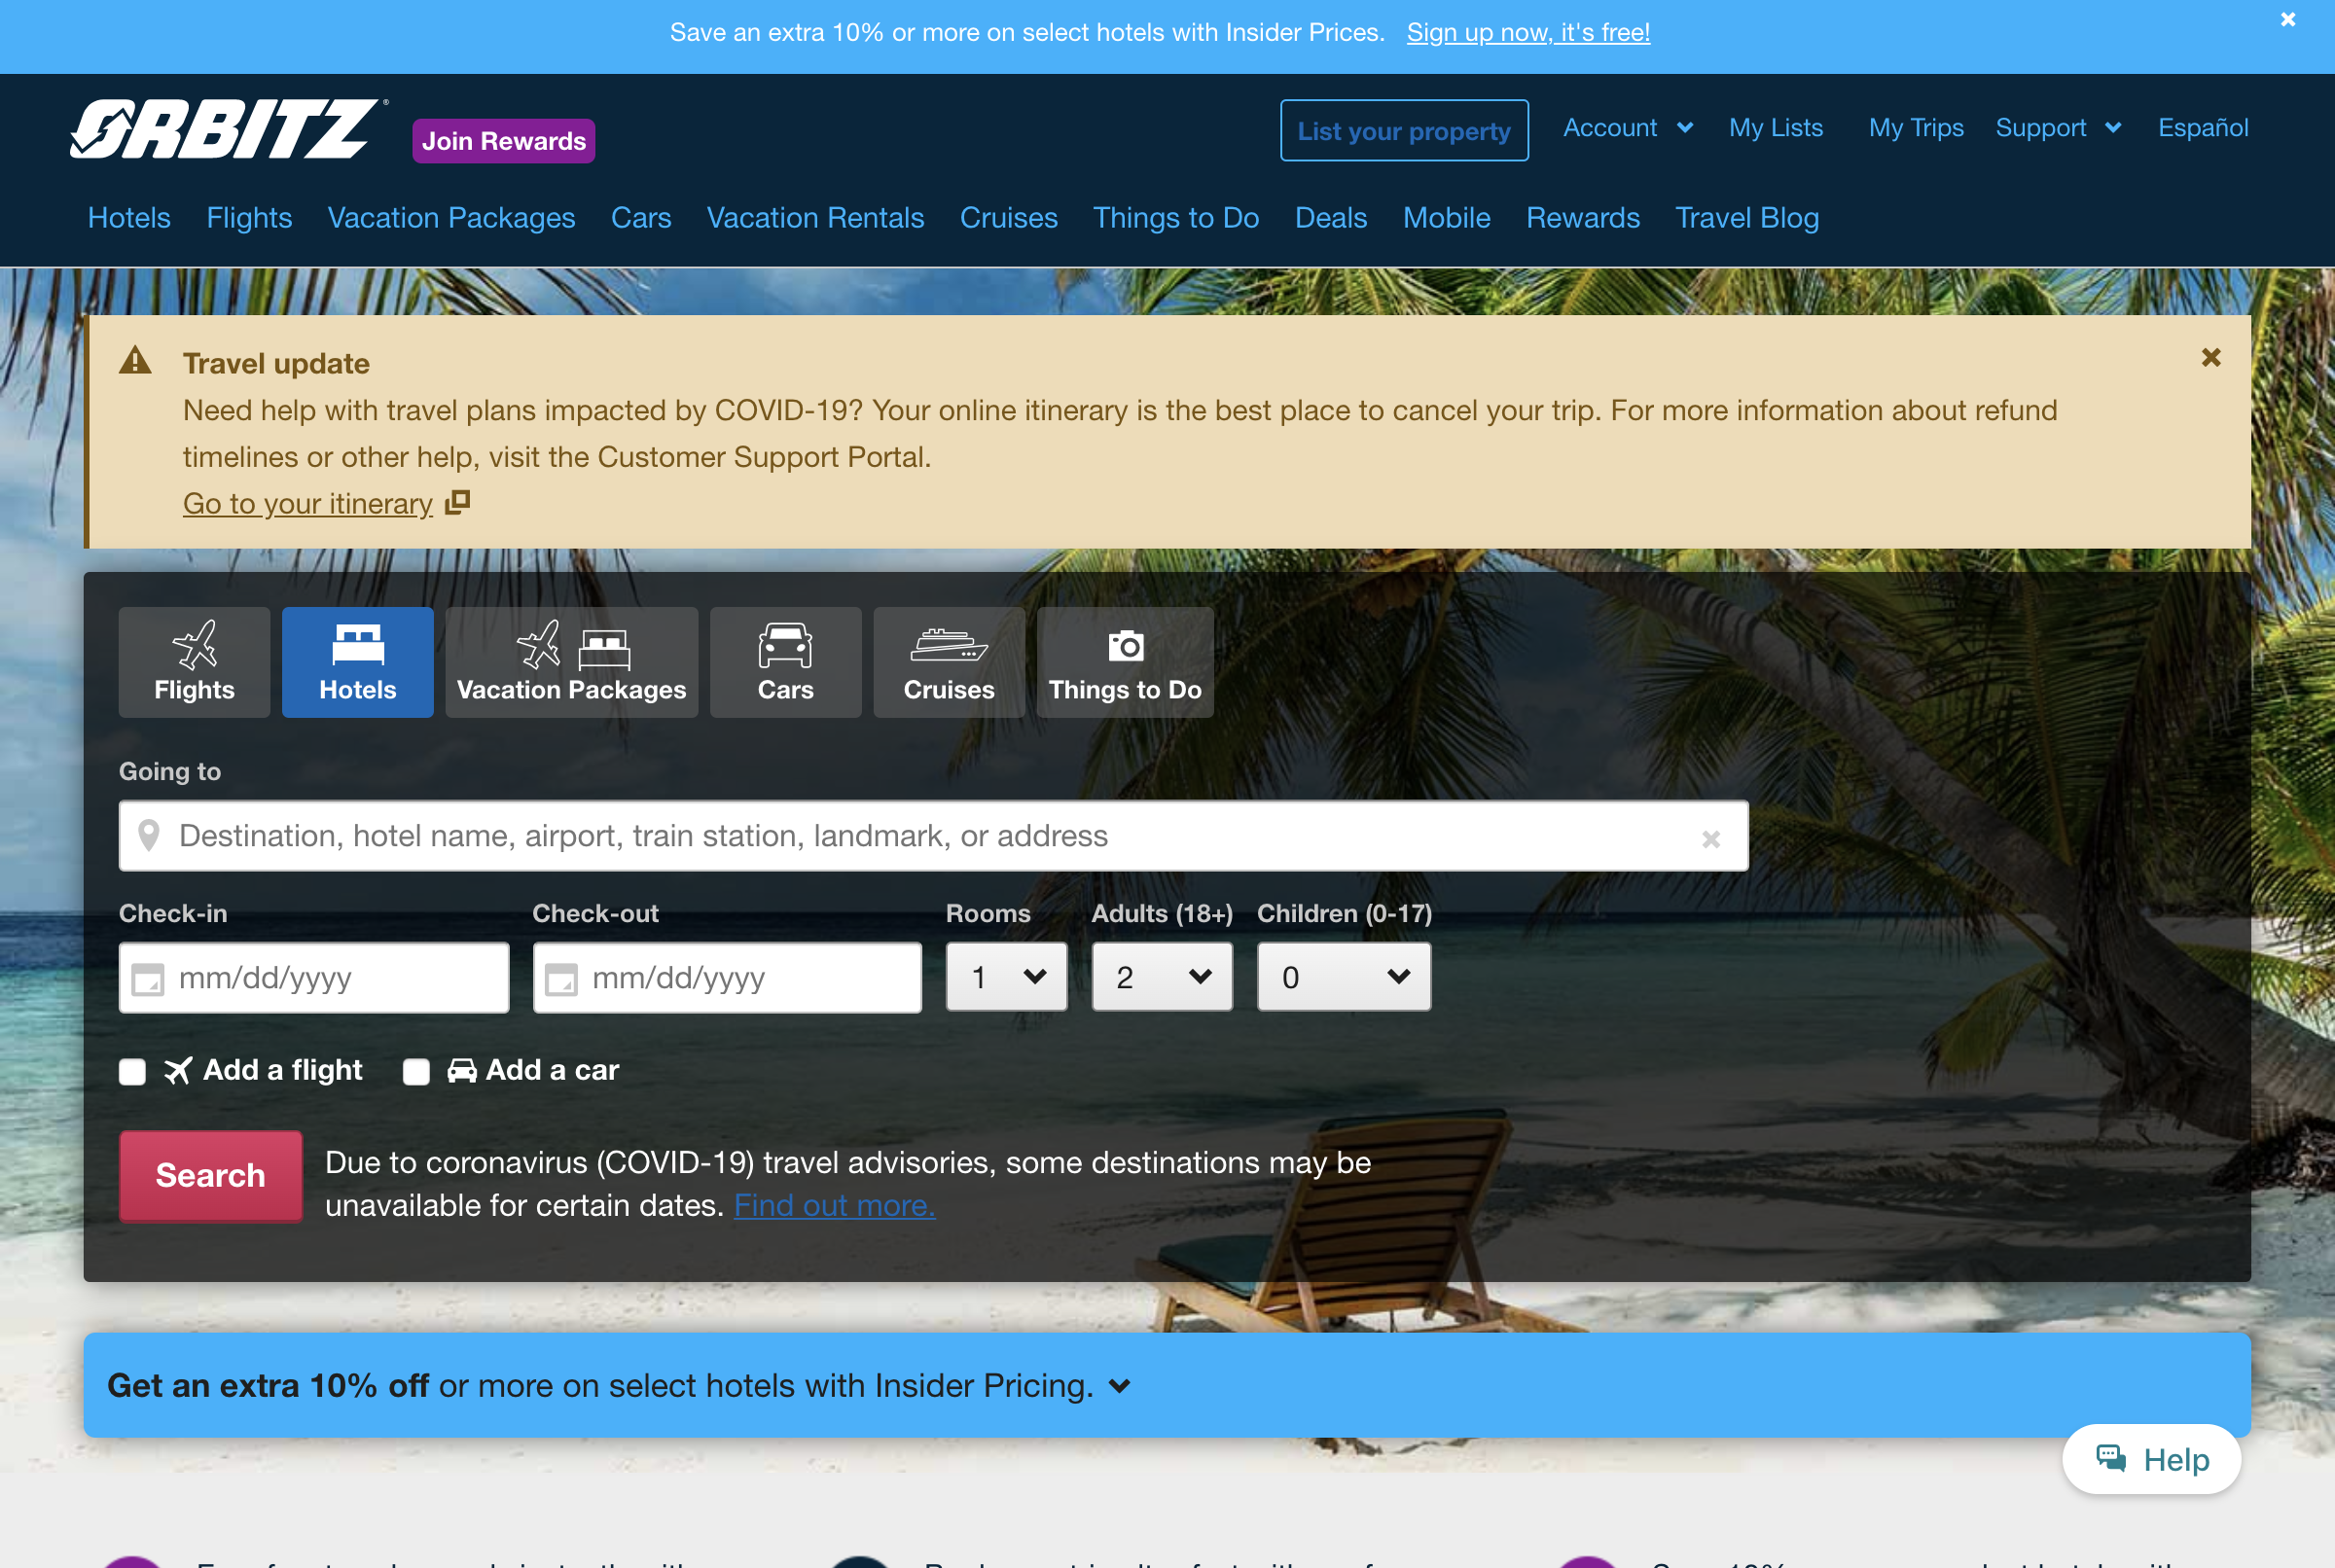 Save an extra 10% or more on select hotels with Insider Prices. Sign up now, it's free!
ORBITZ
Join Rewards
List your property
Account
My Lists
My Trips
Support
Español
Hotels
Flights
Vacation Packages
Cars
Vacation Rentals
Cruises
Things to Do
Deals
Mobile
Rewards
Travel Blog
Travel update
Need help with travel plans impacted by COVID-19? Your online itinerary is the best place to cancel your trip. For more information about refund
timelines or other help, visit the Customer Support Portal.
Go to your itinerary
Flights
Hotels
Vacation Packages
Cars
Cruises
Things to Do
Going to
Destination, hotel name, airport, train station, landmark, or address
Check-in
Check-out
Rooms
Adults (18+)
Children (0-17)
mm/dd/yyyy
mm/dd/yyyy
1
2
0
Add a flight
Add a car
Search
Due to coronavirus (COVID-19) travel advisories, some destinations may be
unavailable for certain dates. Find out more.
Get an extra 10% off or more on select hotels with Insider Pricing.
Help